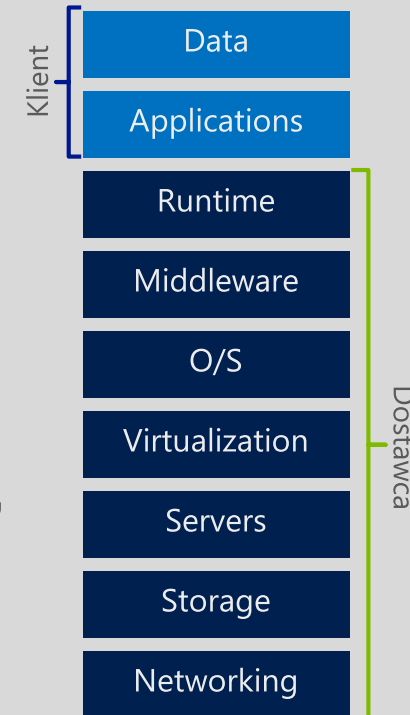 Klient
Data
Applications
Runtime
Middleware
O/S
Virtualization
Servers
Storage
Networking
Dostawca